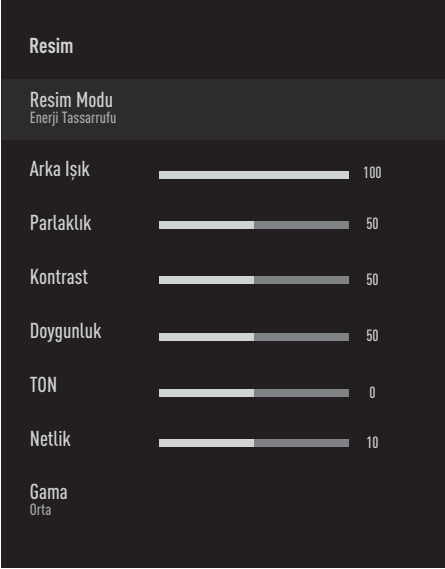 Resim
Resim Modu
Enerji Tassarrufu
Arka Işık 100
Parlaklık 50
Kontrast 50
Doygunluk 50
TON 0
Netlik 10
Gama
Orta